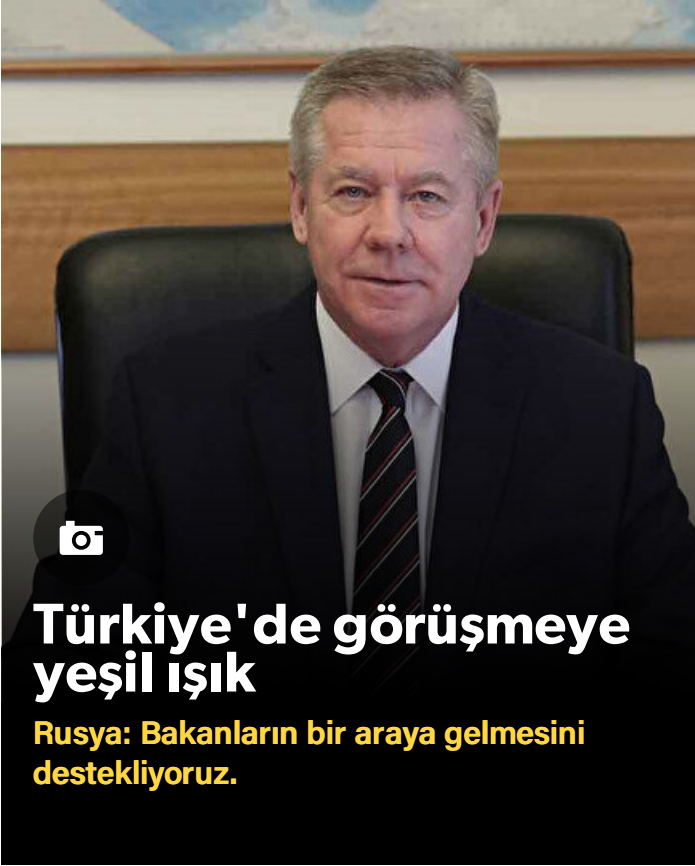 Türkiye'de görüşmeye
yeşil ışık
Rusya: Bakanların bir araya gelmesini
destekliyoruz.